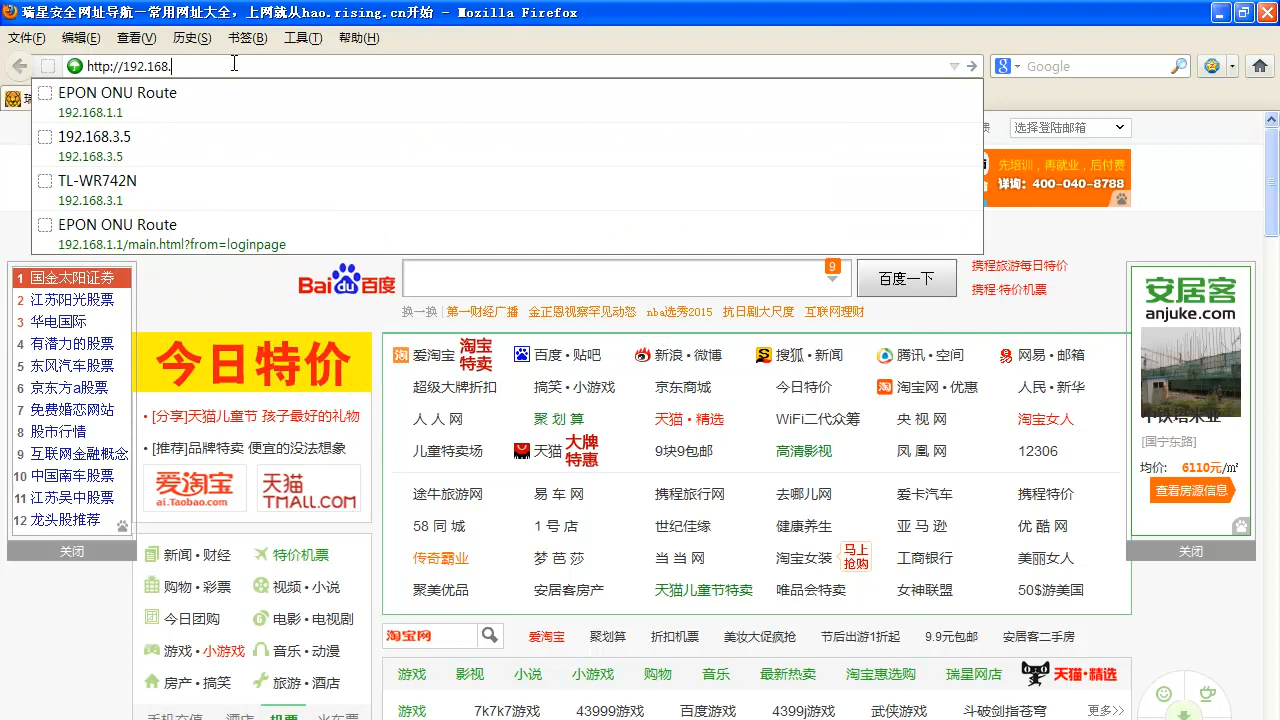 瑞星安全网址导航—常用网址大全，上网就从hao.rising.cn开始 - Mozilla Firefox
文件(F) 编辑(E) 查看(V) 历史(S) 书签(B) 工具(T) 帮助(H)
http://192.168.
Google
EPON ONU Route
192.168.1.1
192.168.3.5
192.168.3.5
TL-WR742N
192.168.3.1
EPON ONU Route
192.168.1.1/main.html?from=loginpage
选择登陆邮箱
先培训，再就业，后付费
详询：400-040-8788
1 国金太阳证券
2 江苏阳光股票
3 华电国际
4 有潜力的股票
5 东风汽车股票
6 京东方a股票
7 免费婚恋网站
8 股市行情
9 互联网金融概念
10 中国南车股票
11 江苏吴中股票
12 龙头股推荐
关闭
Bai百度
9
百度一下
携程旅游每日特价
携程·特价机票
换一换 第一财经广播 金正恩视察罕见动怒 nba选秀2015 抗日剧大尺度 互联网理财
今日特价
• [分享]天猫儿童节 孩子最好的礼物
• [推荐]品牌特卖 便宜的没法想象
爱淘宝
ai.Taobao.com
天猫
TMALL.COM
新闻 • 财经 特价机票
购物 • 彩票 视频 • 小说
今日团购 电影 • 电视剧
游戏 • 小游戏 音乐 • 动漫
房产 • 搞笑 旅游 • 酒店
手机充值 酒店 机票 火车票
淘 爱淘宝 淘宝特卖 百度 • 贴吧 新浪 • 微博 搜狐 • 新闻 腾讯 • 空间 网易 • 邮箱
超级大牌折扣 搞笑 • 小游戏 京东商城 今日特价 淘 淘宝网 • 优惠 人民 • 新华
人 人 网 聚 划 算 天猫 • 精选 WiFi二代众筹 央 视 网 淘宝女人
儿童特卖场 天猫 大牌特惠 9块9包邮 高清影视 凤 凰 网 12306
途牛旅游网 易 车 网 携程旅行网 去哪儿网 爱卡汽车 携程特价
58 同 城 1 号 店 世纪佳缘 健康养生 亚 马 逊 优 酷 网
传奇霸业 梦 芭 莎 当 当 网 淘宝女装 马上抢购 工商银行 美丽女人
聚美优品 安居客房产 天猫儿童节特卖 唯品会特卖 女神联盟 50$游美国
淘宝网 爱淘宝 聚划算 折扣机票 美妆大促疯抢 节后出游1折起 9.9元包邮 安居客二手房
游戏 影视 小说 小游戏 购物 音乐 最新热卖 淘宝惠选购 瑞星网店 天猫•精选
游戏 7k7k游戏 43999游戏 百度游戏 4399j游戏 武侠游戏 斗破剑指苍穹 更多>>
安居客
anjuke.com
中铁塔米亚
[国宁东路]
均价: 6110元/㎡
查看房源信息
关闭